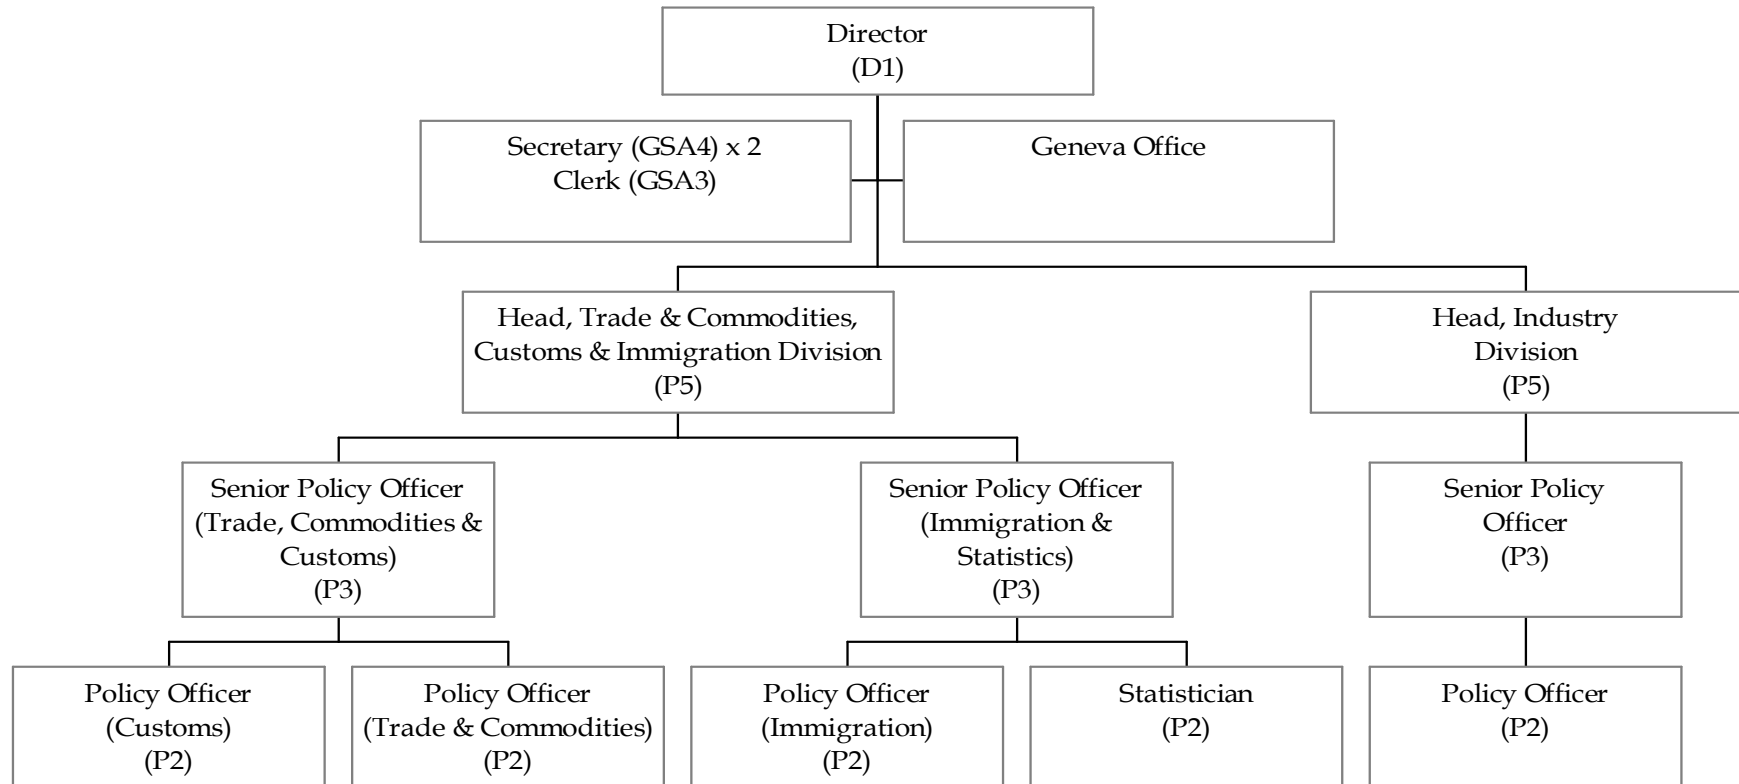 Director
(D1)
Secretary (GSA4) x 2
Clerk (GSA3)
Geneva Office
Head, Trade & Commodities,
Customs & Immigration Division
(P5)
Head, Industry
Division
(P5)
Senior Policy Officer
(Trade, Commodities &
Customs)
(P3)
Senior Policy Officer
(Immigration &
Statistics)
(P3)
Senior Policy
Officer
(P3)
Policy Officer
(Customs)
(P2)
Policy Officer
(Trade & Commodities)
(P2)
Policy Officer
(Immigration)
(P2)
Statistician
(P2)
Policy Officer
(P2)